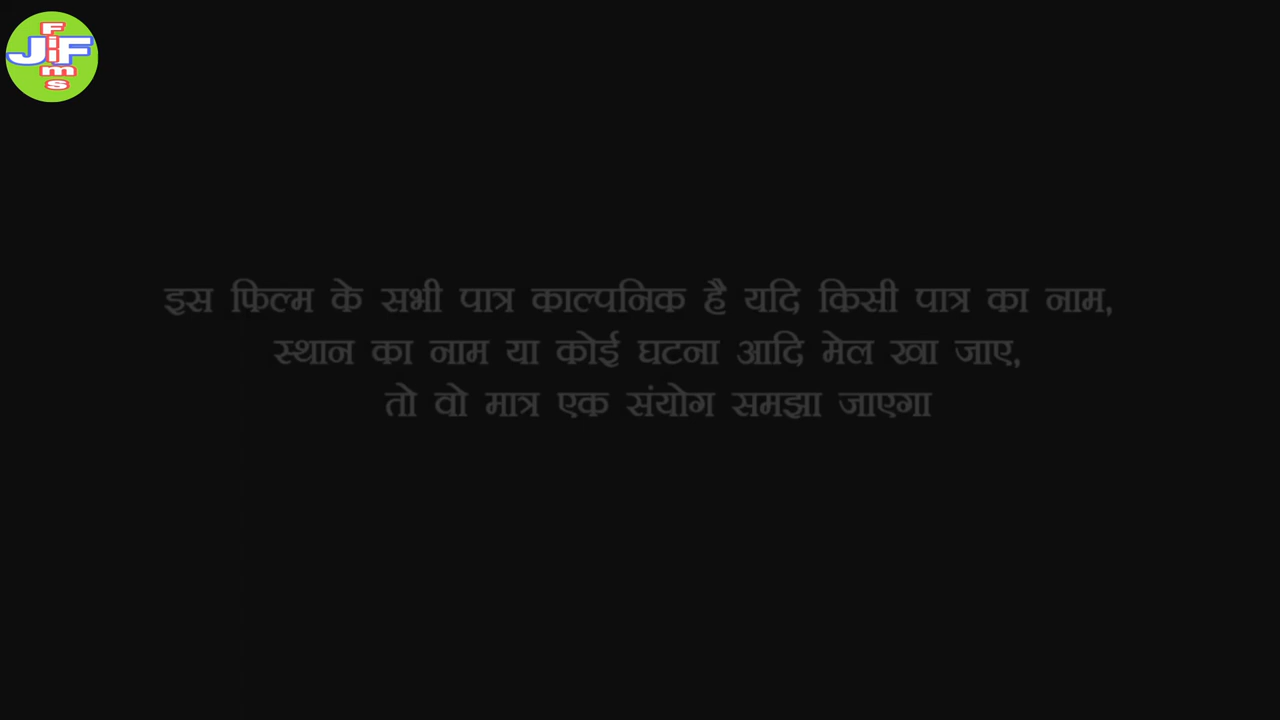 JF
Films
इस फिल्म के सभी पात्र काल्पनिक है यदि किसी पात्र का नाम,
स्थान का नाम या कोई घटना आदि मेल खा जाए,
तो वो मात्र एक संयोग समझा जाएगा